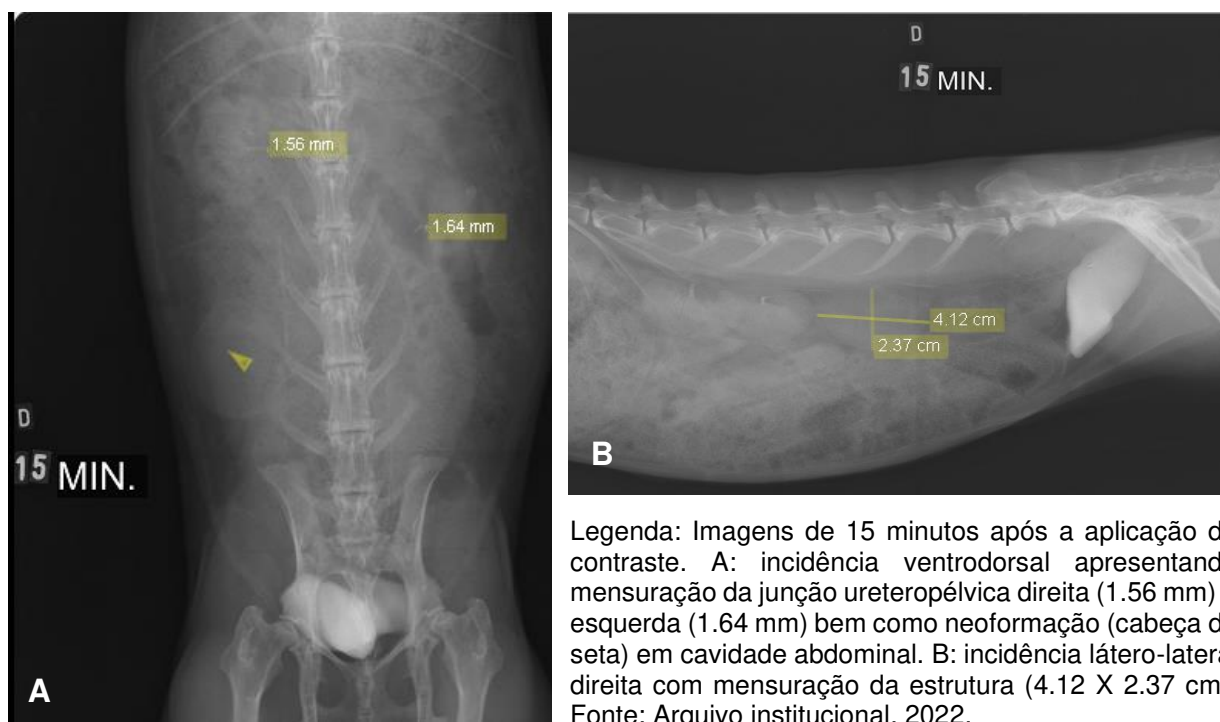 1.56 mm
1.64 mm
D
15 MIN.
A
D
15 MIN.
4.12 cm
2.37 cm
B
Legenda: Imagens de 15 minutos após a aplicação
contraste. A: incidência ventrodorsal
mensuração da junção ureteropélvica direita (1.56 mm)
esquerda (1.64 mm) bem como neoformação (cabeça
seta) em cavidade abdominal. B: incidência
direita com mensuração da estrutura (4.12 X 2.37 cm
Fonte: Arquivo institucional, 2022.